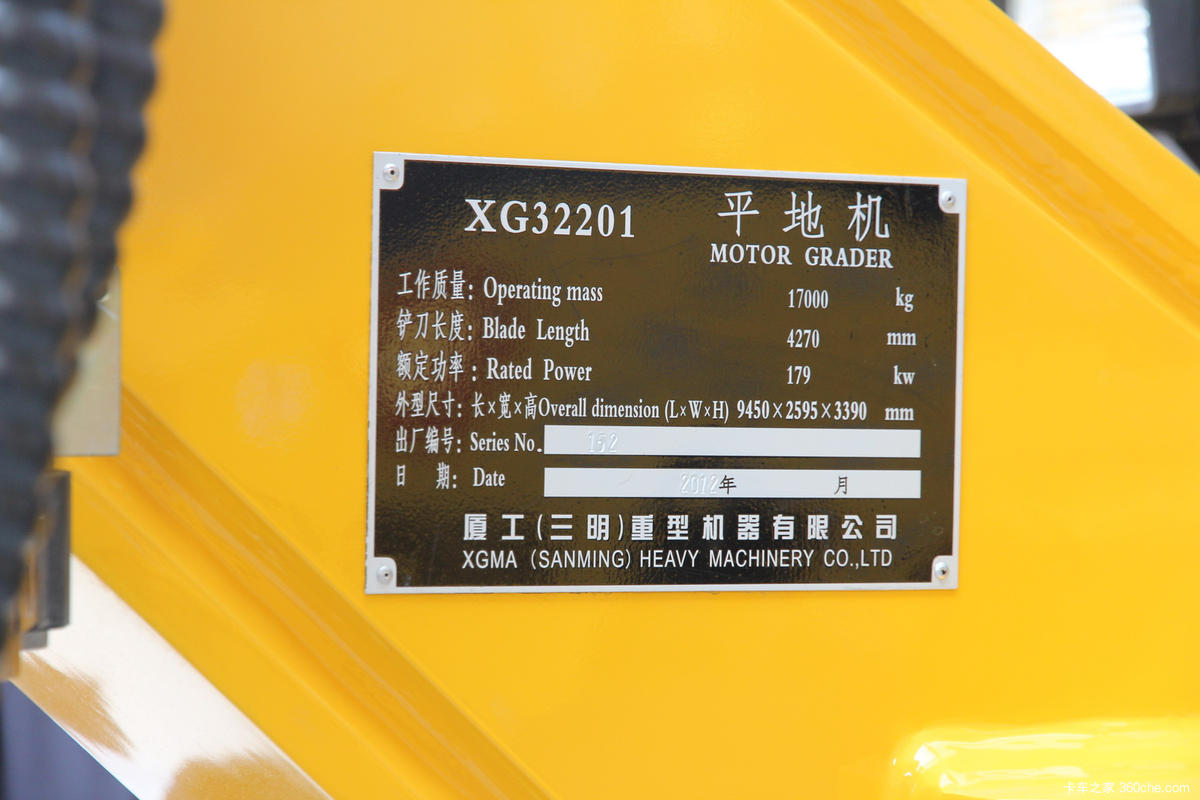 XG32201 平地机
MOTOR GRADER
工作质量: Operating mass 17000 kg
铲刀长度: Blade Length 4270 mm
额定功率: Rated Power 179 kw
外型尺寸: 长×宽×高Overall dimension (L×W×H) 9450×2595×3390 mm
出厂编号: Series No. 152
日 期: Date 2012年 月
厦工(三明)重型机器有限公司
XGMA (SANMING) HEAVY MACHINERY CO.,LTD
卡车之家 360che.com